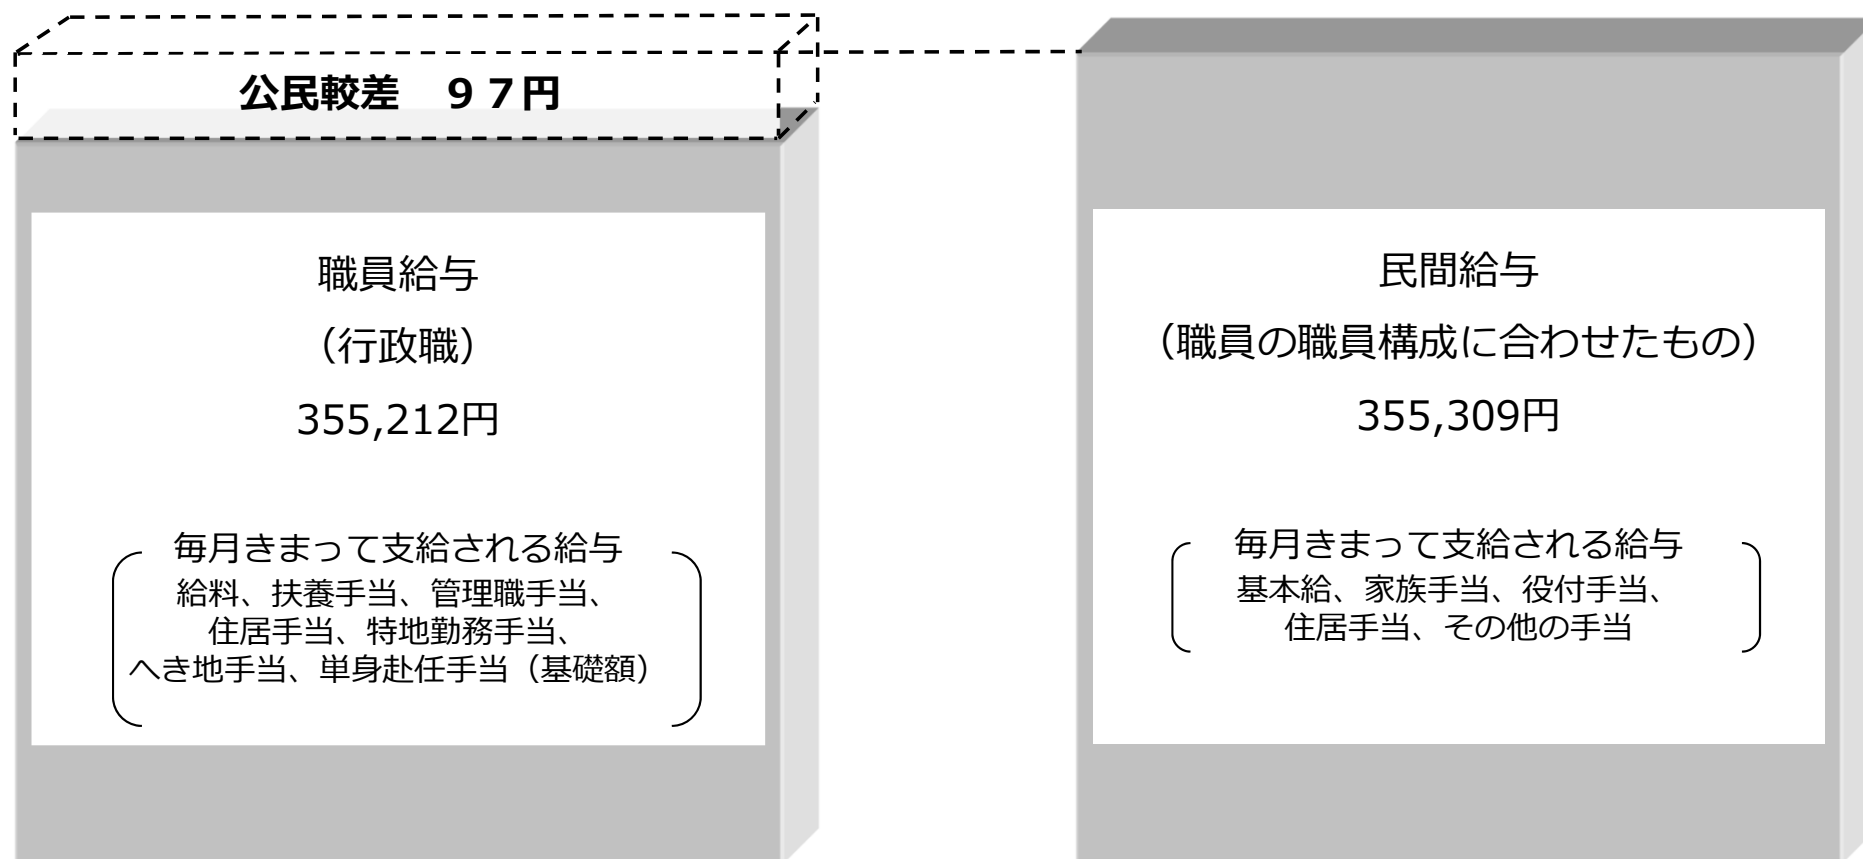 公民較差　９７円
職員給与
（行政職）
355,212円
毎月きまって支給される給与
給料、扶養手当、管理職手当、
住居手当、特地勤務手当、
へき地手当、単身赴任手当（基礎額）
民間給与
（職員の職員構成に合わせたもの）
355,309円
毎月きまって支給される給与
基本給、家族手当、役付手当、
住居手当、その他の手当